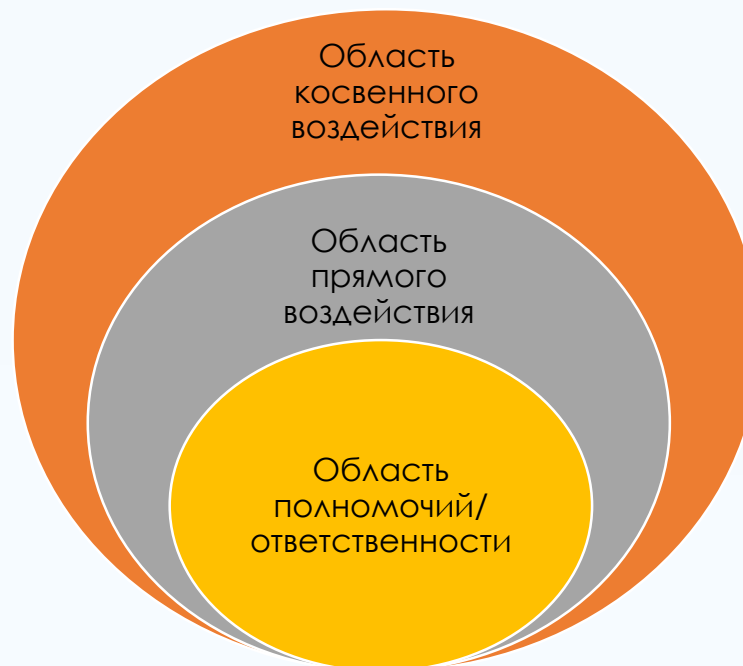 Область
косвенного
воздействия
Область
прямого
воздействия
Область
полномочий/
ответственности